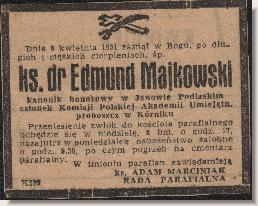 Dnia 5 kwietnia 1951 zasnął w Bogu, po dłu-
gich i ciężkich cierpieniach, śp.
ks. dr Edmund Majkowski
kanonik honorowy w Janowie Podlaskim
członek Komisji Polskiej Akademii Umiejętn.
proboszcz w Kórniku
Przeniesienie zwłok do kościoła parafialnego
odbędzie się w niedzielę, 8 bm. o godz. 17,
nazajutrz w poniedziałek nabożeństwo żałobne
o godz. 9.30, po czym pogrzeb na cmentarzu
parafialny.
W imieniu parafian zawiadamiają
ks. ADAM MARCINIAK
RADA PARAFIALNA
K599